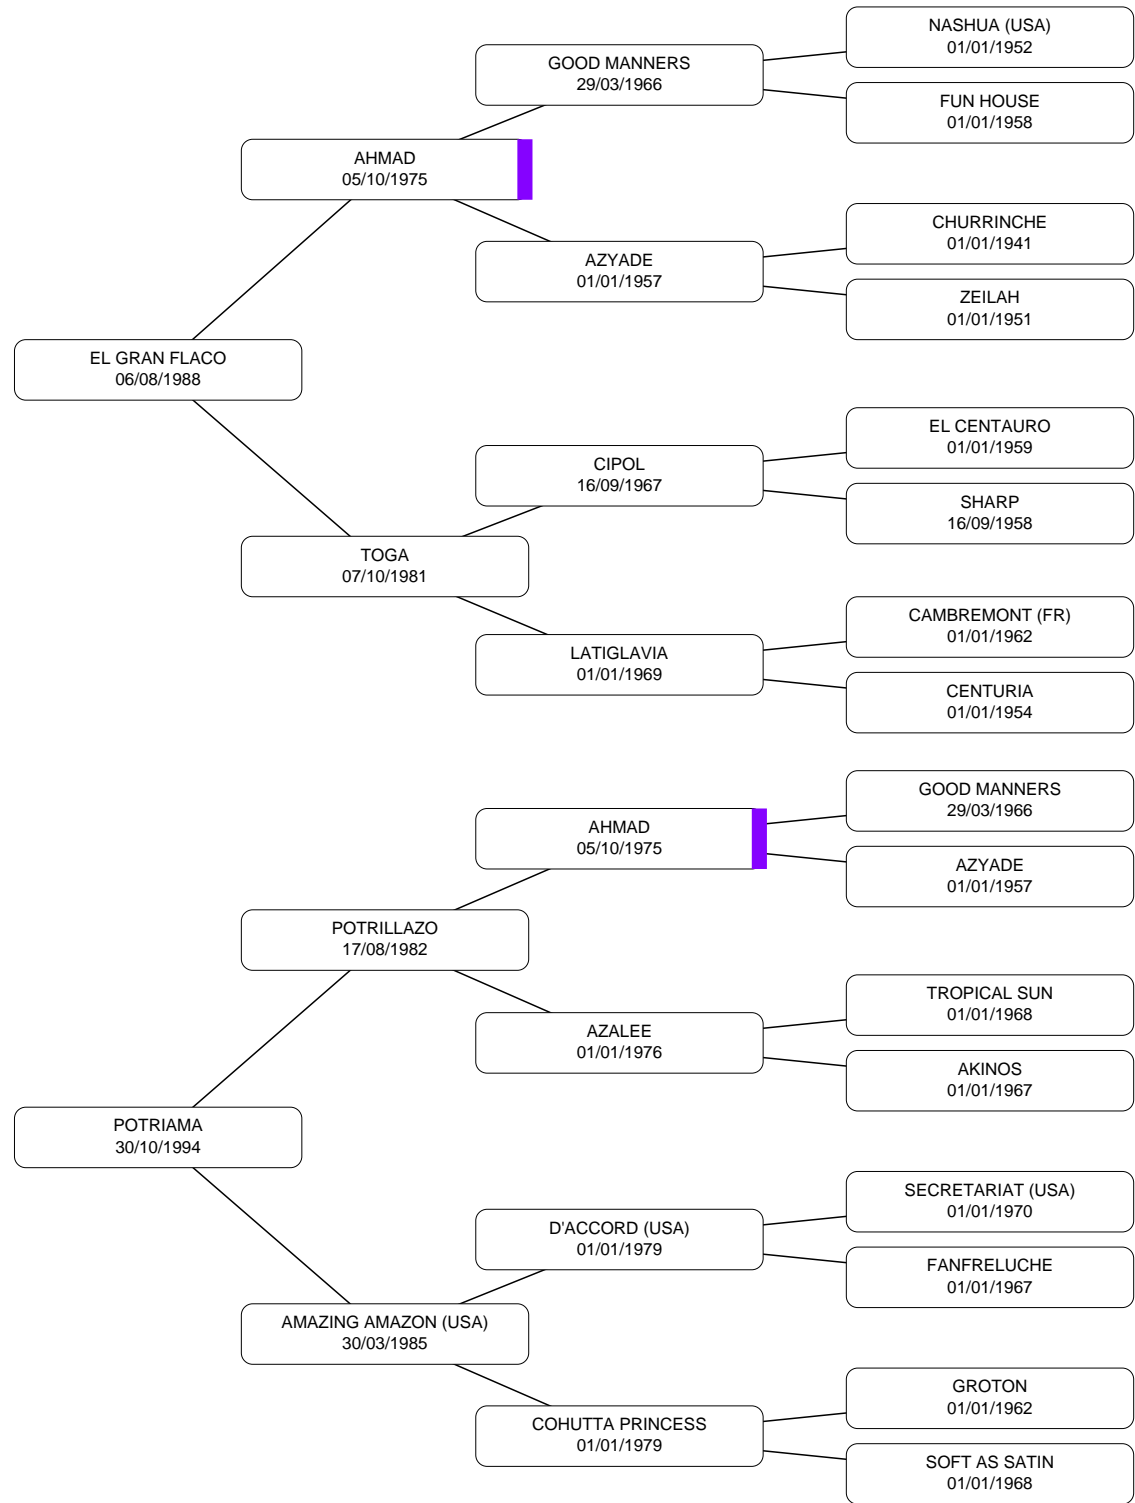 NASHUA (USA)
01/01/1952
GOOD MANNERS
29/03/1966
FUN HOUSE
01/01/1958
AHMAD
05/10/1975
CHURRINCHE
01/01/1941
AZYADE
01/01/1957
ZEILAH
01/01/1951
EL GRAN FLACO
06/08/1988
EL CENTAURO
01/01/1959
CIPOL
16/09/1967
SHARP
16/09/1958
TOGA
07/10/1981
CAMBREMONT (FR)
01/01/1962
LATIGLAVIA
01/01/1969
CENTURIA
01/01/1954
GOOD MANNERS
29/03/1966
AHMAD
05/10/1975
AZYADE
01/01/1957
POTRILLAZO
17/08/1982
TROPICAL SUN
01/01/1968
AZALEE
01/01/1976
AKINOS
01/01/1967
POTRIAMA
30/10/1994
SECRETARIAT (USA)
01/01/1970
D'ACCORD (USA)
01/01/1979
FANFRELUCHE
01/01/1967
AMAZING AMAZON (USA)
30/03/1985
GROTON
01/01/1962
COHUTTA PRINCESS
01/01/1979
SOFT AS SATIN
01/01/1968